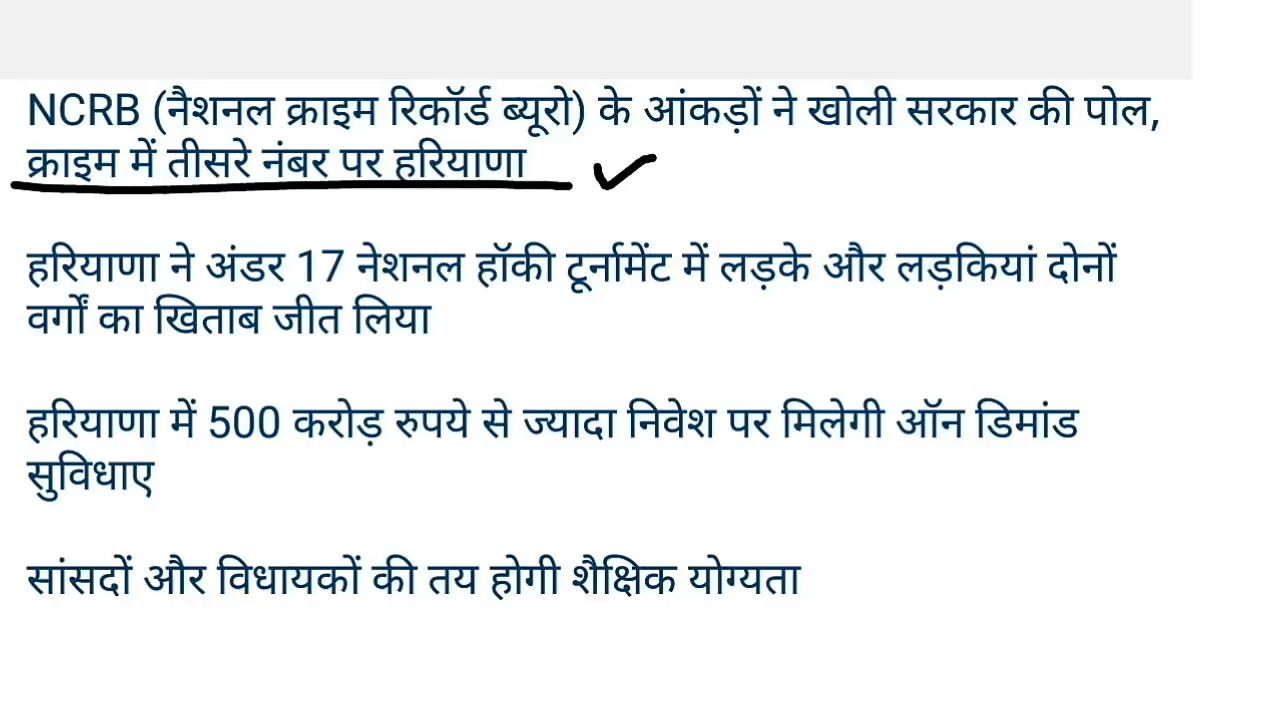 NCRB (नैशनल क्राइम रिकॉर्ड ब्यूरो) के आंकड़ों ने खोली सरकार की पोल,
क्राइम में तीसरे नंबर पर हरियाणा
हरियाणा ने अंडर 17 नेशनल हॉकी टूर्नामेंट में लड़के और लड़कियां दोनों
वर्गों का खिताब जीत लिया
हरियाणा में 500 करोड़ रुपये से ज्यादा निवेश पर मिलेगी ऑन डिमांड
सुविधाए
सांसदों और विधायकों की तय होगी शैक्षिक योग्यता